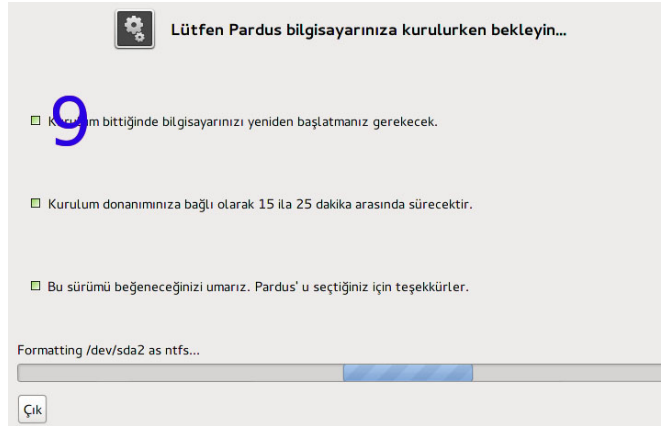 Lütfen Pardus bilgisayarınıza kurulurken bekleyin...
9
Kurulum bittiğinde bilgisayarınızı yeniden başlatmanız gerekecek.
Kurulum donanımınıza bağlı olarak 15 ila 25 dakika arasında sürecektir.
Bu sürümü beğeneceğinizi umarız. Pardus' u seçtiğiniz için teşekkürler.
Formatting /dev/sda2 as ntfs...
Çık